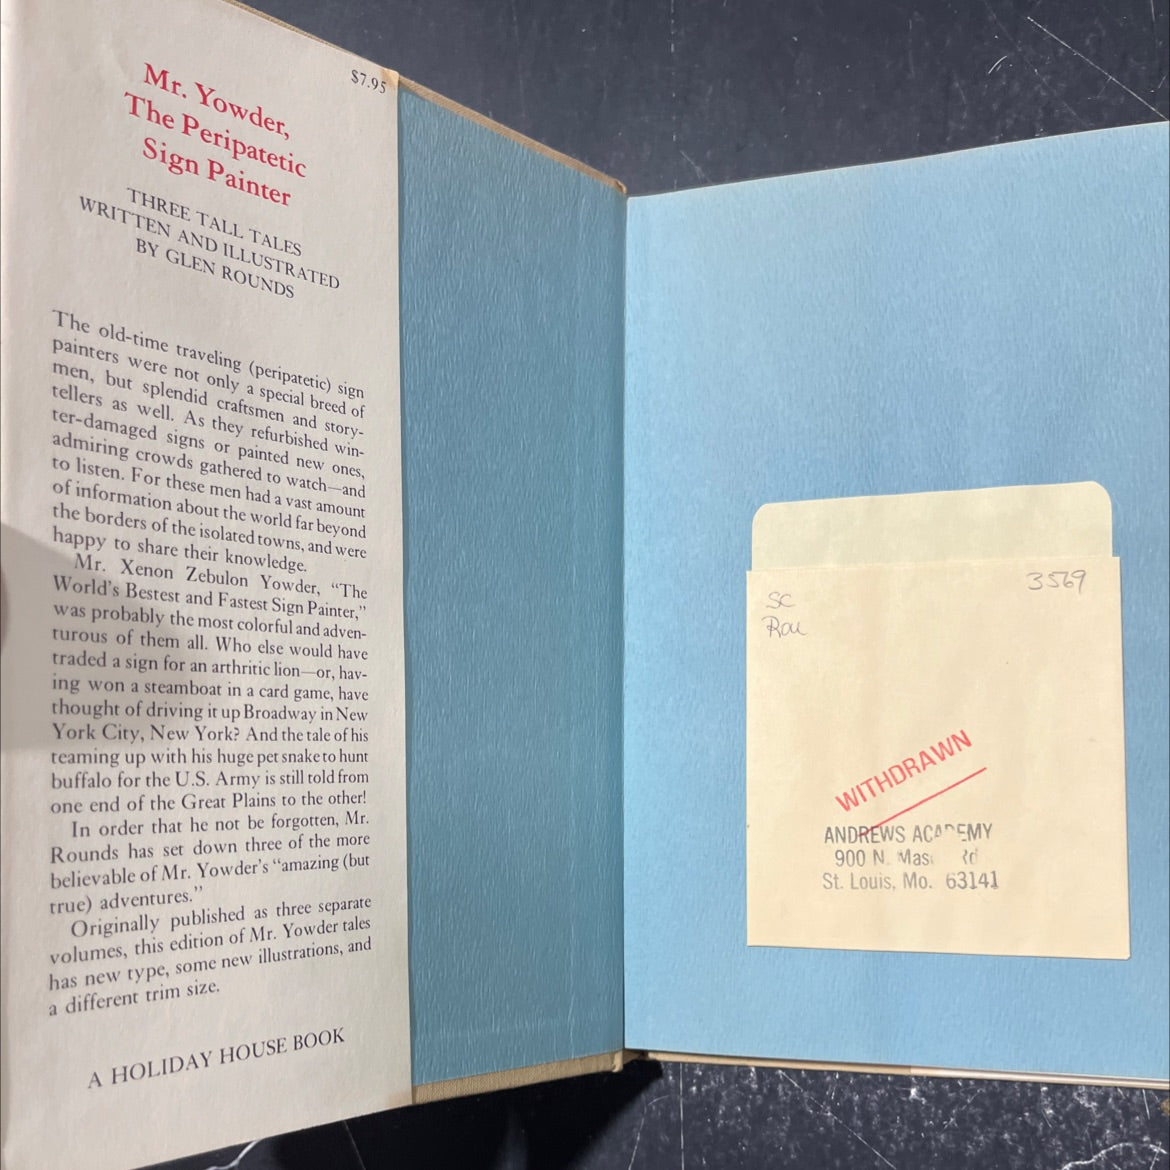 $7.95
Mr. Yowder,
The Peripatetic
Sign Painter
THREE TALL TALES
WRITTEN AND ILLUSTRATED
BY GLEN ROUNDS
The old-time traveling (peripatetic) sign
painters were not only a special breed of
men, but splendid craftsmen and story-
tellers as well. As they refurbished win-
ter-damaged signs or painted new ones,
admiring crowds gathered to watch—and
to listen. For these men had a vast amount
of information about the world far beyond
the borders of the isolated towns, and were
happy to share their knowledge.
Mr. Xenon Zebulon Yowder, “The
World’s Bestest and Fastest Sign Painter,”
was probably the most colorful and adven-
turous of them all. Who else would have
traded a sign for an arthritic lion—or, hav-
ing won a steamboat in a card game, have
thought of driving it up Broadway in New
York City, New York? And the tale of his
teaming up with his huge pet snake to hunt
buffalo for the U.S. Army is still told from
one end of the Great Plains to the other!
In order that he not be forgotten, Mr.
Rounds has set down three of the more
believable of Mr. Yowder’s “amazing (but
true) adventures.”
Originally published as three separate
volumes, this edition of Mr. Yowder tales
has new type, some new illustrations, and
a different trim size.
A HOLIDAY HOUSE BOOK
SC
Rou
3569
WITHDRAWN
ANDREWS ACADEMY
900 N.
St. Louis, Mo. 63141